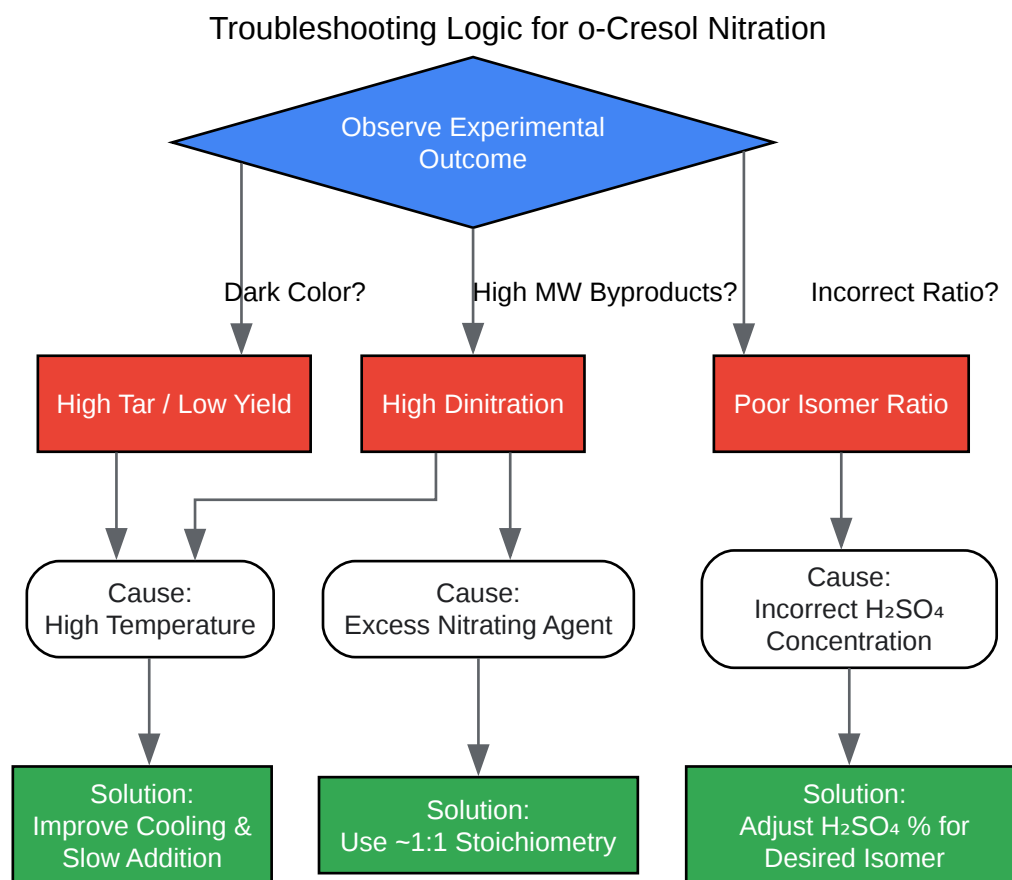 Troubleshooting Logic for o-Cresol Nitration
Observe Experimental
Outcome
Dark Color?
High MW Byproducts?
Incorrect Ratio?
High Tar / Low Yield
High Dinitration
Poor Isomer Ratio
Cause:
High Temperature
Cause:
Excess Nitrating Agent
Cause:
Incorrect H₂SO₄
Concentration
Solution:
Improve Cooling &
Slow Addition
Solution:
Use ~1:1 Stoichiometry
Solution:
Adjust H₂SO₄ % for
Desired Isomer